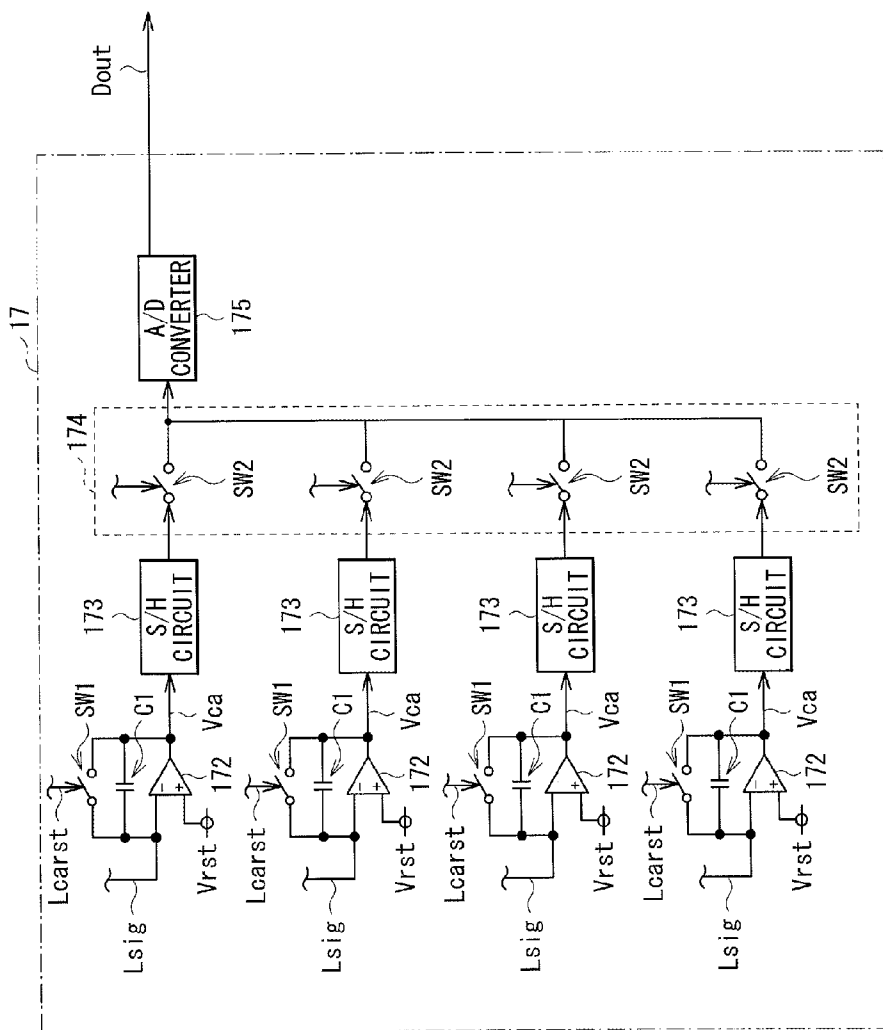 17
Dout
A/D
CONVERTER
175
174
SW2
SW2
SW2
SW2
173
S/H
CIRCUIT
173
S/H
CIRCUIT
173
S/H
CIRCUIT
173
S/H
CIRCUIT
Lcarst
SW1
C1
Vca
−
+
172
Vrst
Lsig
Lcarst
SW1
C1
Vca
−
+
172
Vrst
Lsig
Lcarst
SW1
C1
Vca
−
+
172
Vrst
Lsig
Lcarst
SW1
C1
Vca
−
+
172
Vrst
Lsig